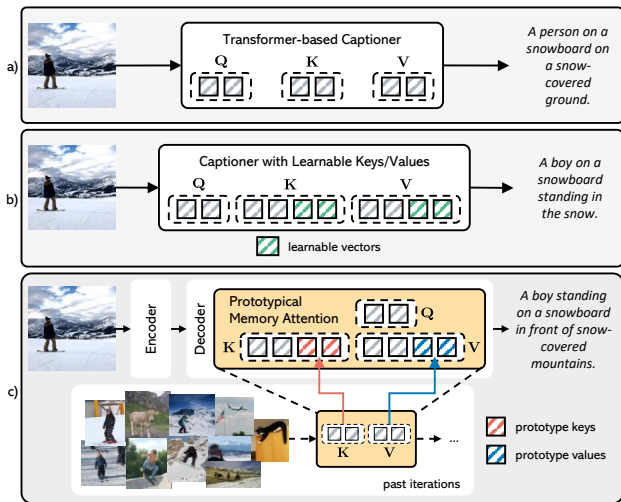 a)
Transformer-based Captioner
Q K V
A person on a
snowboard on
a snow-
covered
ground.
b)
Captioner with Learnable Keys/Values
Q K V
learnable vectors
A boy on a
snowboard
standing in
the snow.
c)
Encoder
Decoder
Prototypical
Memory Attention
Q
K
V
A boy standing
on a snowboard
in front of snow-
covered
mountains.
K V
...
past iterations
prototype keys
prototype values